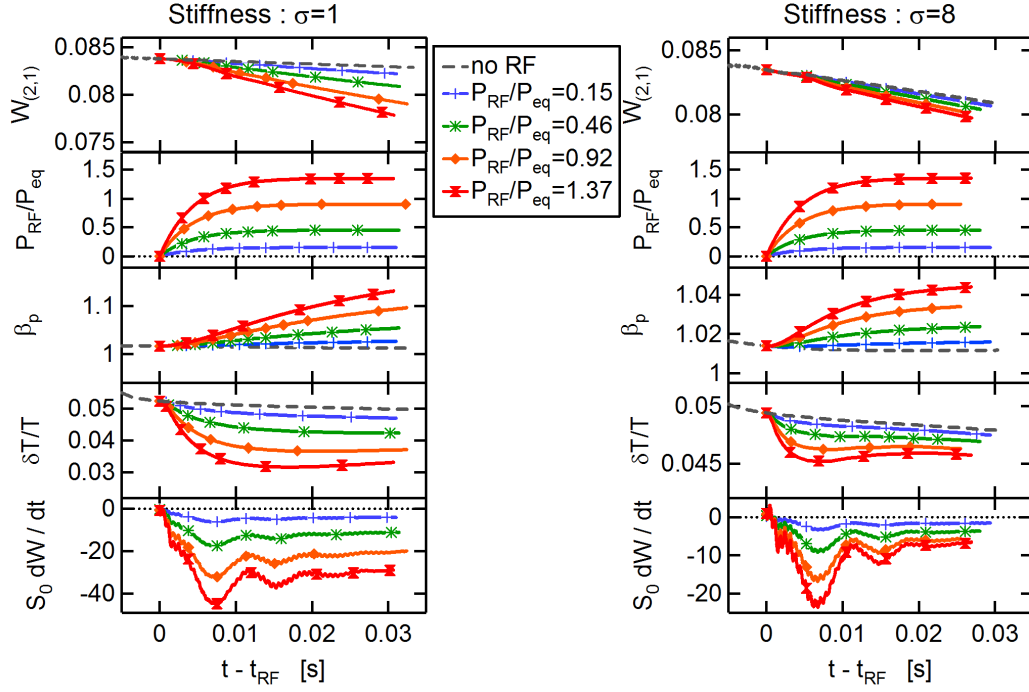 Stiffness : σ=1
0.085
0.08
0.075
W(2,1)
1.5
1
0.5
0
P_RF/P_eq
1.1
1
β_p
0.05
0.04
0.03
δT/T
0
-20
-40
S₀ dW / dt
0 0.01 0.02 0.03
t - t_RF [s]
no RF
P_RF/P_eq=0.15
P_RF/P_eq=0.46
P_RF/P_eq=0.92
P_RF/P_eq=1.37
Stiffness : σ=8
0.085
0.08
W(2,1)
1.5
1
0.5
0
P_RF/P_eq
1.04
1.02
1
β_p
0.05
0.045
δT/T
0
-10
-20
S₀ dW / dt
0 0.01 0.02 0.03
t - t_RF [s]